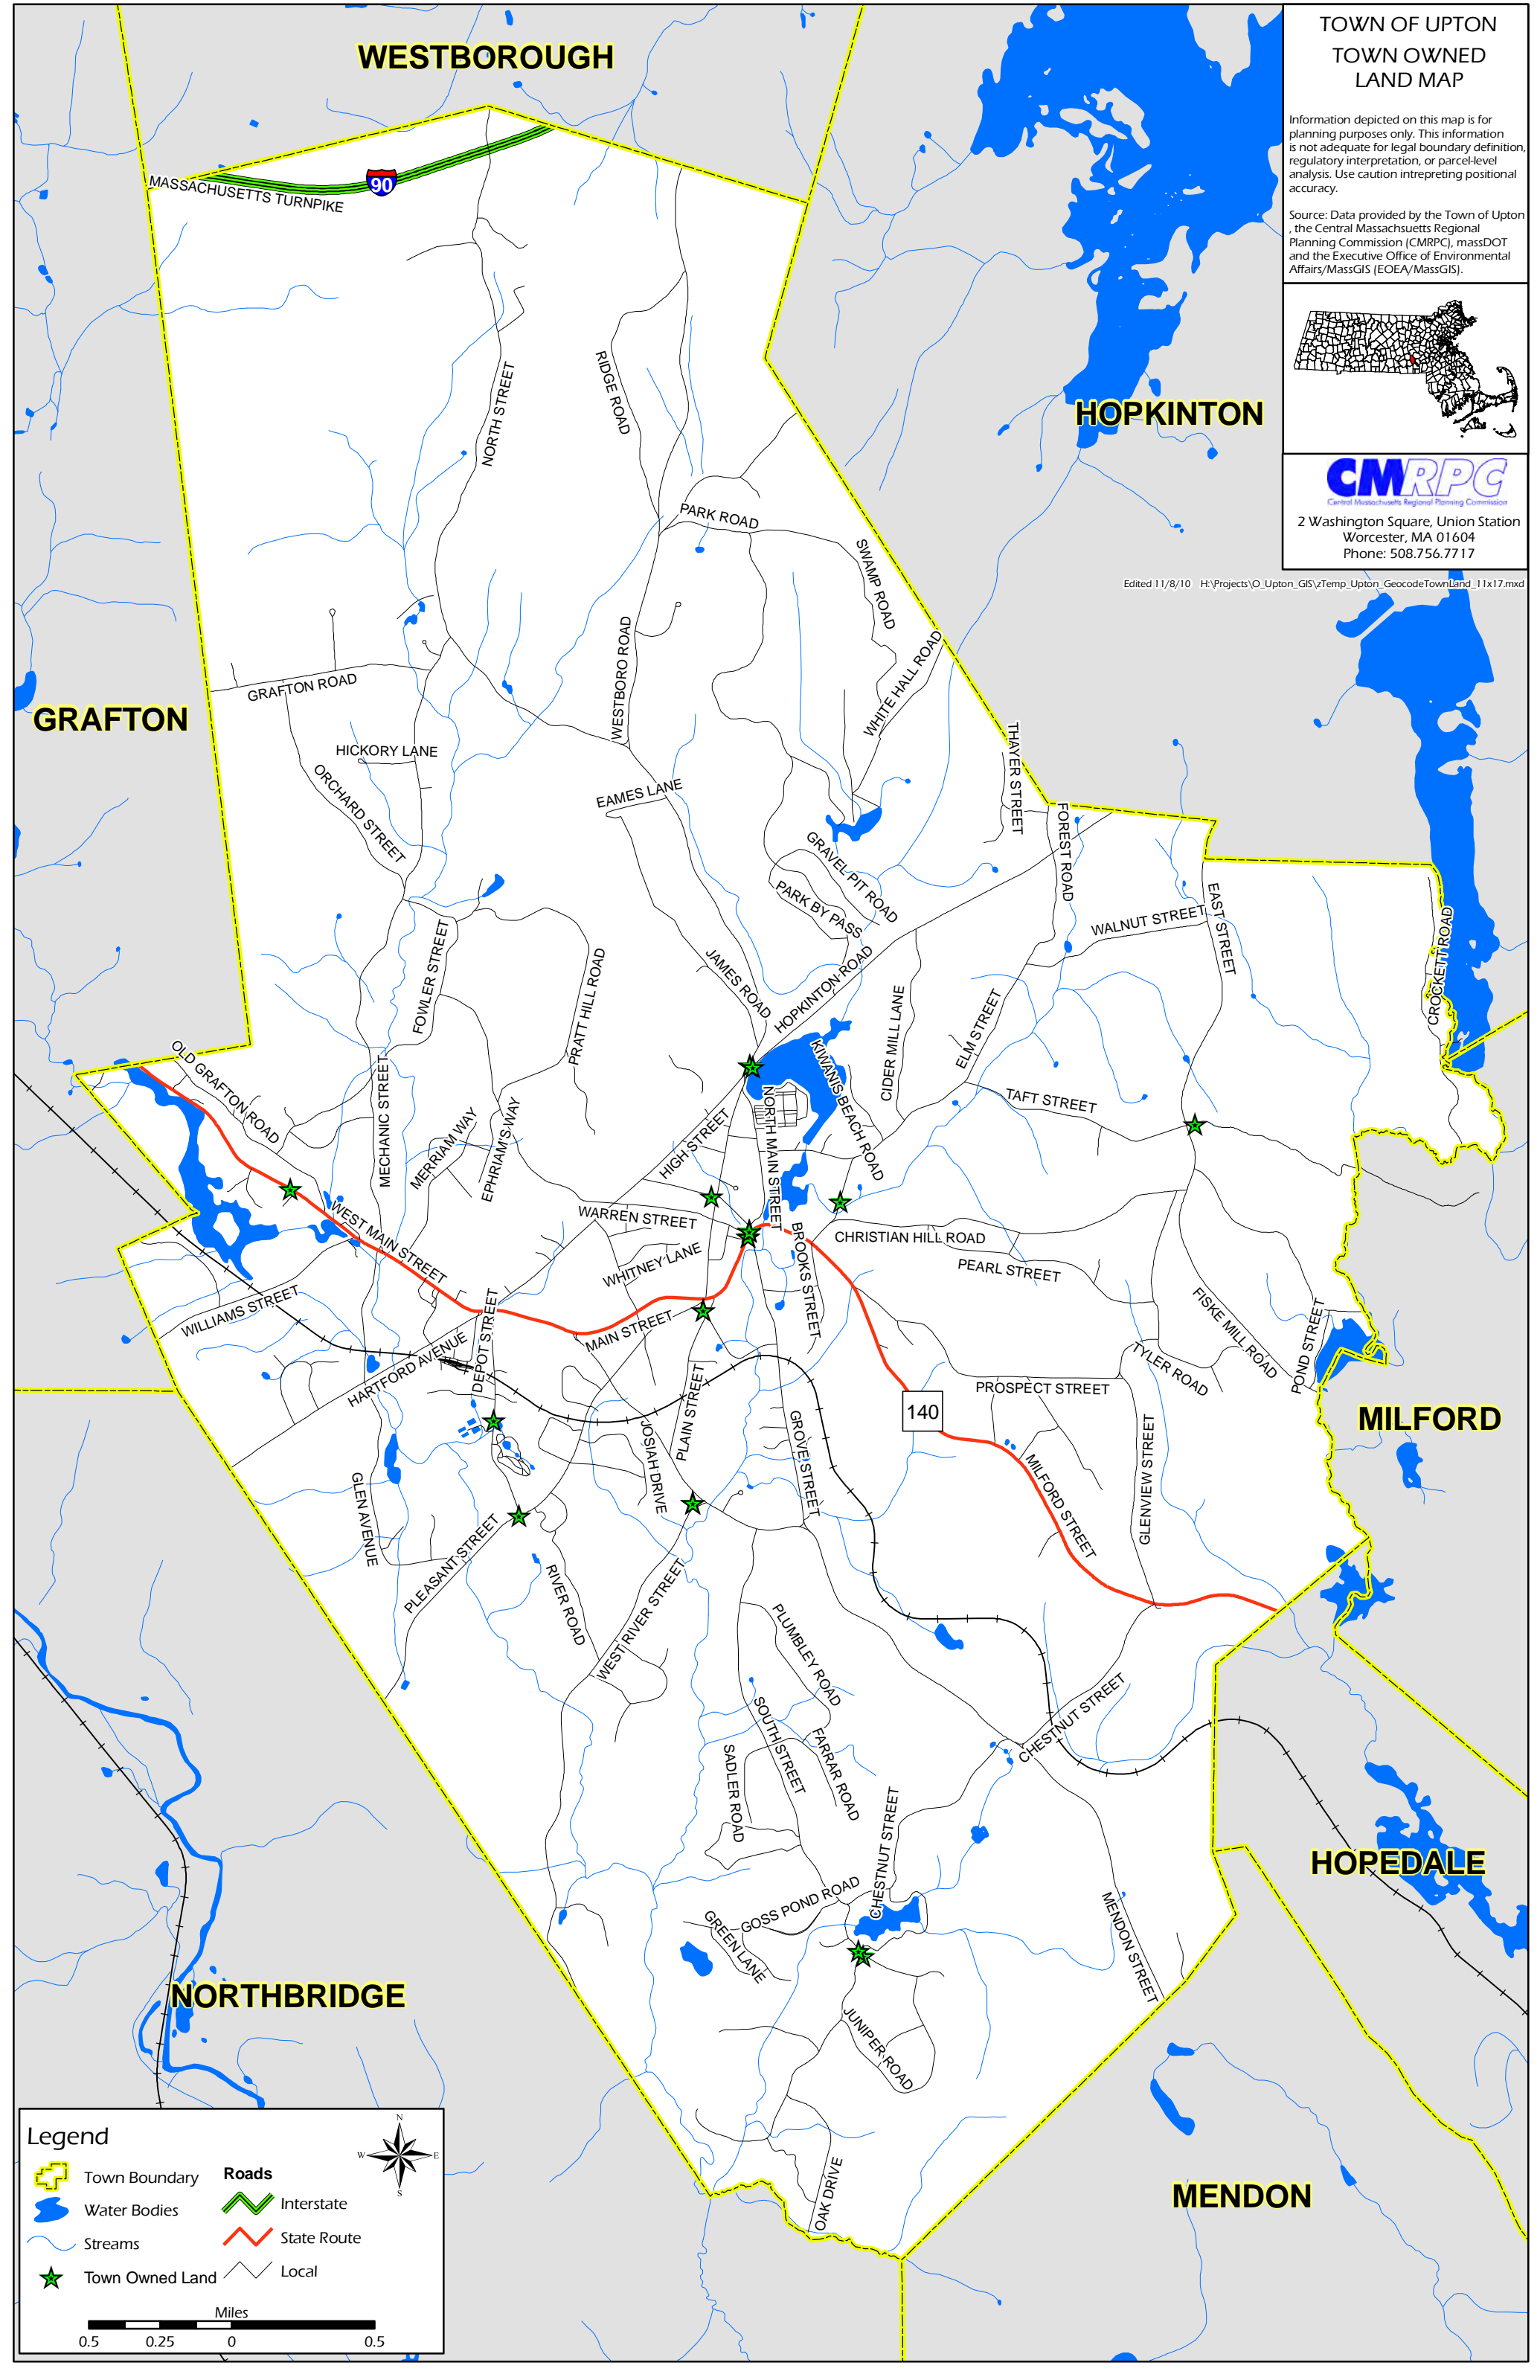 TOWN OF UPTON
TOWN OWNED
LAND MAP
Information depicted on this map is for
planning purposes only. This information
is not adequate for legal boundary definition,
regulatory interpretation, or parcel-level
analysis. Use caution intrepreting positional
accuracy.
Source: Data provided by the Town of Upton
, the Central Massachsuetts Regional
Planning Commission (CMRPC), massDOT
and the Executive Office of Environmental
Affairs/MassGIS (EOEA/MassGIS).
CMRPC
Central Massachusetts Regional Planning Commission
2 Washington Square, Union Station
Worcester, MA 01604
Phone: 508.756.7717
Edited 11/8/10 H:\Projects\O_Upton_GIS\zTemp_Upton_GeocodeTownLand_11x17.mxd
WESTBOROUGH
90
MASSACHUSETTS TURNPIKE
HOPKINTON
NORTH STREET
RIDGE ROAD
PARK ROAD
SWAMP ROAD
WESTBORO ROAD
WHITE HALL ROAD
GRAFTON
GRAFTON ROAD
HICKORY LANE
ORCHARD STREET
EAMES LANE
THAYER STREET
FOREST ROAD
GRAVEL PIT ROAD
PARK BY PASS
WALNUT STREET
EAST STREET
CROCKETT ROAD
FOWLER STREET
PRATT HILL ROAD
JAMES ROAD
HOPKINTON ROAD
CIDER MILL LANE
ELM STREET
OLD GRAFTON ROAD
MECHANIC STREET
MERRIAM WAY
EPHRIAM'S WAY
HIGH STREET
NORTH MAIN STREET
KIWANIS BEACH ROAD
TAFT STREET
WEST MAIN STREET
WARREN STREET
WHITNEY LANE
BROOKS STREET
CHRISTIAN HILL ROAD
PEARL STREET
WILLIAMS STREET
HARTFORD AVENUE
DEPOT STREET
MAIN STREET
FISKE MILL ROAD
POND STREET
TYLER ROAD
PROSPECT STREET
140
MILFORD
PLAIN STREET
JOSIAH DRIVE
GROVE STREET
MILFORD STREET
GLENVIEW STREET
GLEN AVENUE
PLEASANT STREET
RIVER ROAD
WEST RIVER STREET
PLUMBLEY ROAD
SOUTH STREET
FARRAR ROAD
SADLER ROAD
CHESTNUT STREET
CHESTNUT STREET
HOPEDALE
GOSS POND ROAD
GREEN LANE
MENDON STREET
NORTHBRIDGE
JUNIPER ROAD
OAK DRIVE
MENDON
Legend
N
W
E
S
Town Boundary
Water Bodies
Streams
Town Owned Land
Roads
Interstate
State Route
Local
Miles
0.5 0.25 0 0.5